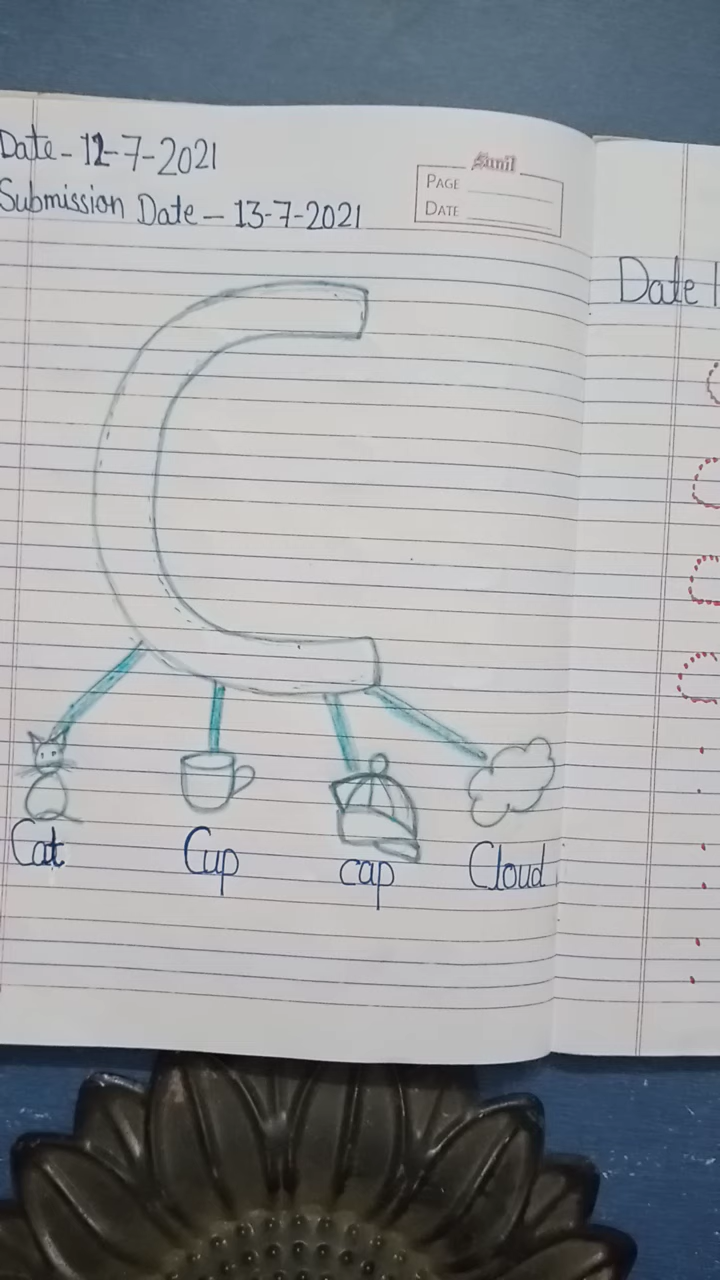 Date - 12-7-2021
Submission Date - 13-7-2021
Sunil
PAGE
DATE
Cat Cup cap Cloud
Date